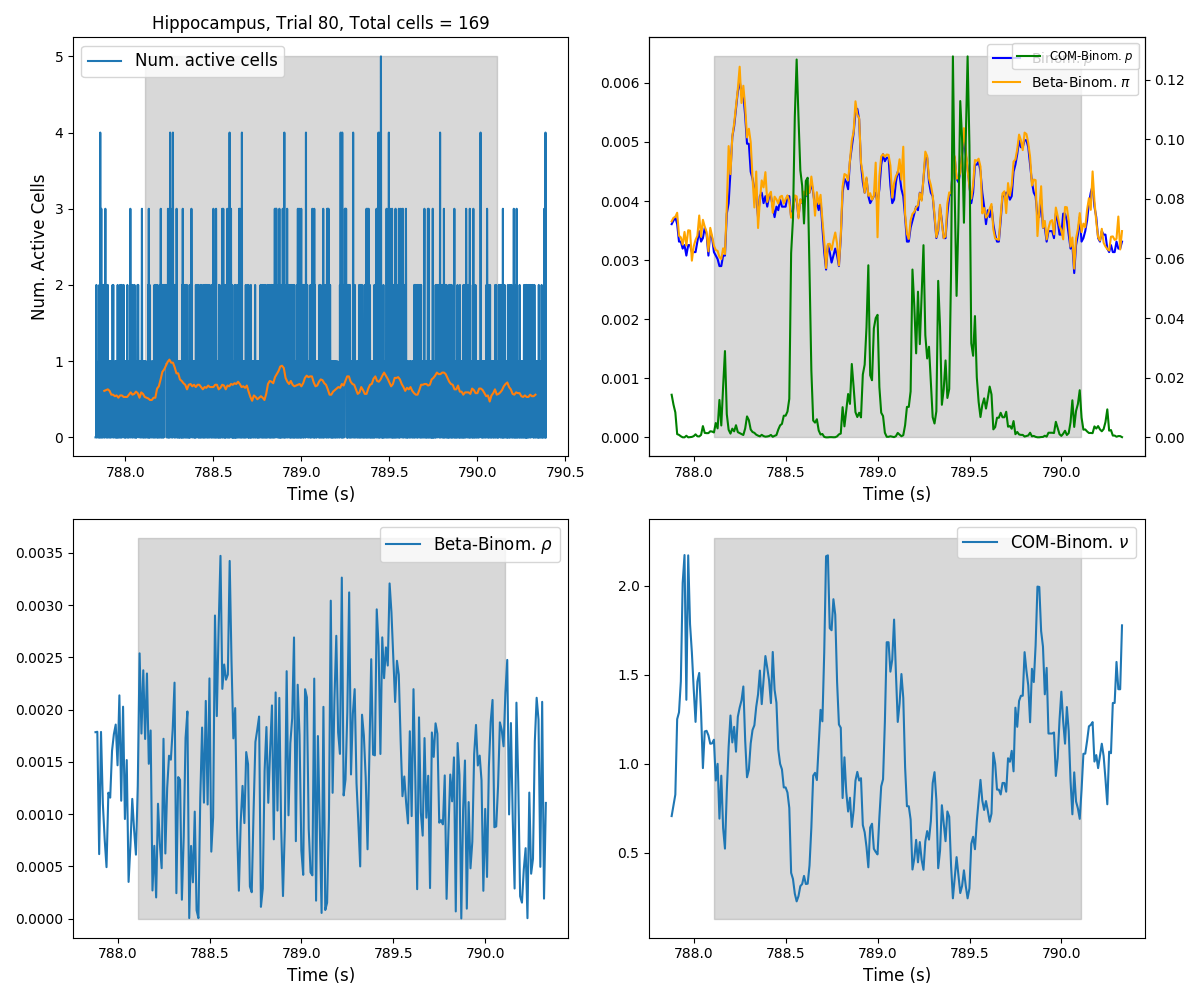 Hippocampus, Trial 80, Total cells = 169
Num. active cells
Num. Active Cells
5
4
3
2
1
0
788.0 788.5 789.0 789.5 790.0 790.5
Time (s)
COM-Binom. p
Beta-Binom. π
0.006
0.005
0.004
0.003
0.002
0.001
0.000
0.12
0.10
0.08
0.06
0.04
0.02
0.00
788.0 788.5 789.0 789.5 790.0
Time (s)
Beta-Binom. ρ
0.0035
0.0030
0.0025
0.0020
0.0015
0.0010
0.0005
0.0000
788.0 788.5 789.0 789.5 790.0
Time (s)
COM-Binom. ν
2.0
1.5
1.0
0.5
788.0 788.5 789.0 789.5 790.0
Time (s)